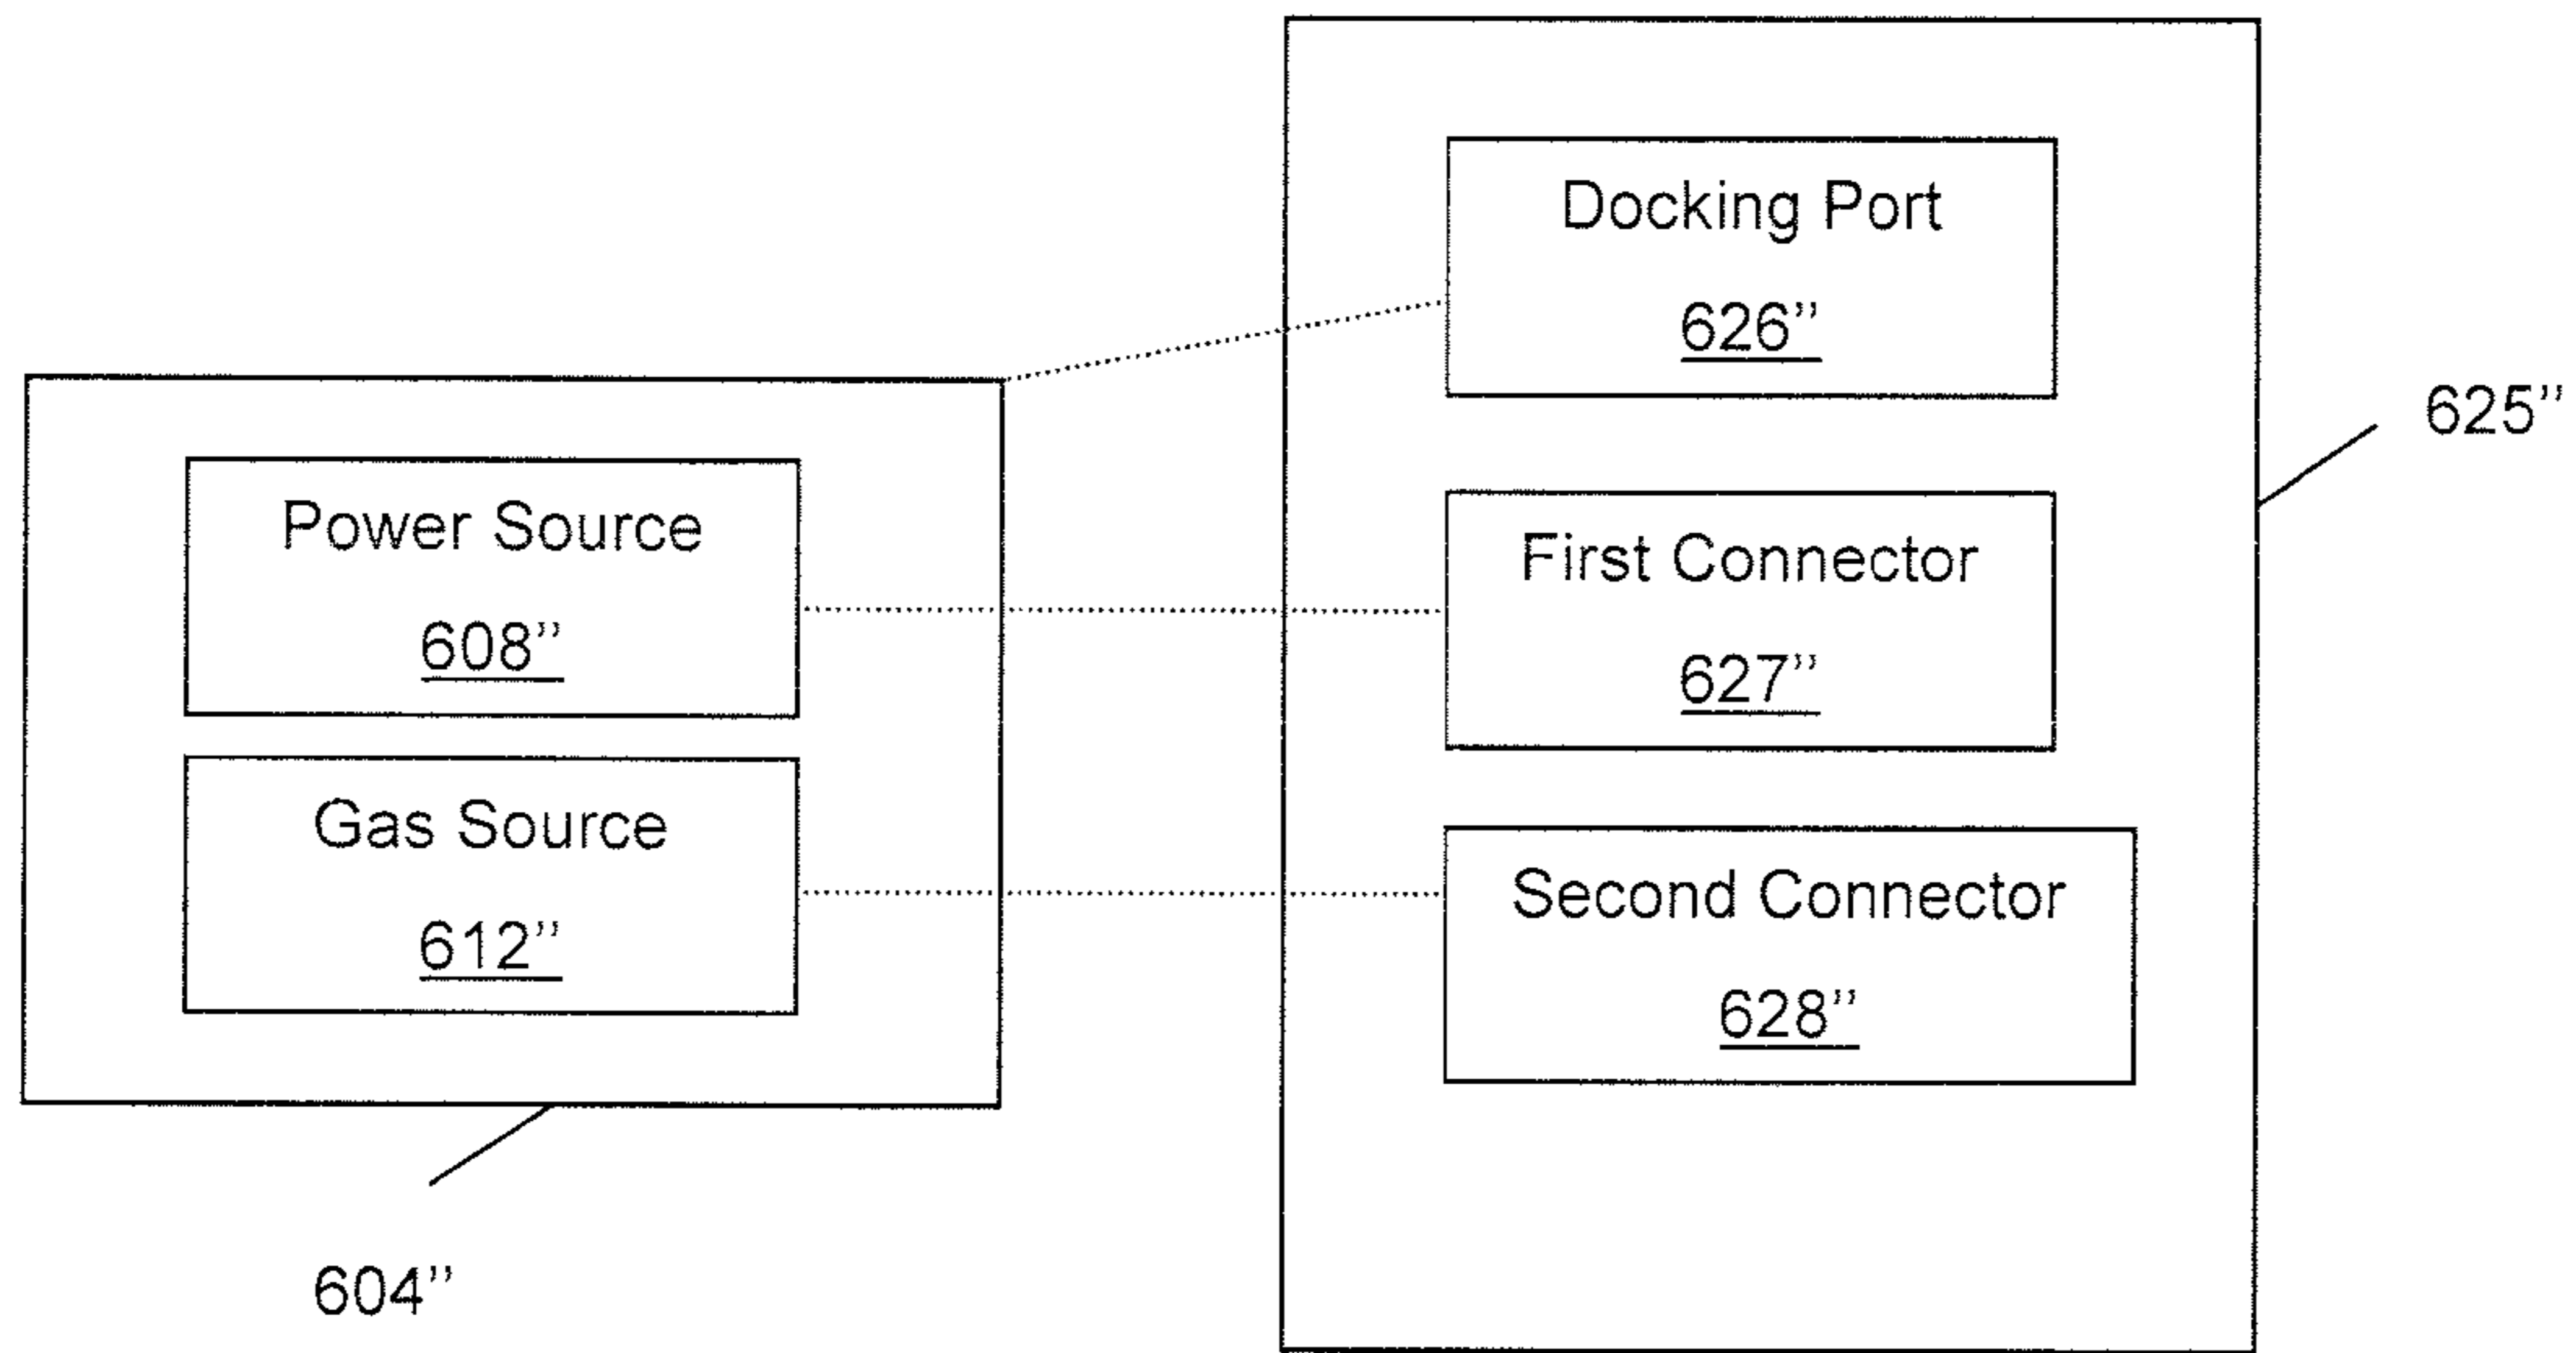 Docking Port
626”
625”
Power Source
608”
First Connector
627”
Gas Source
612”
Second Connector
628”
604”